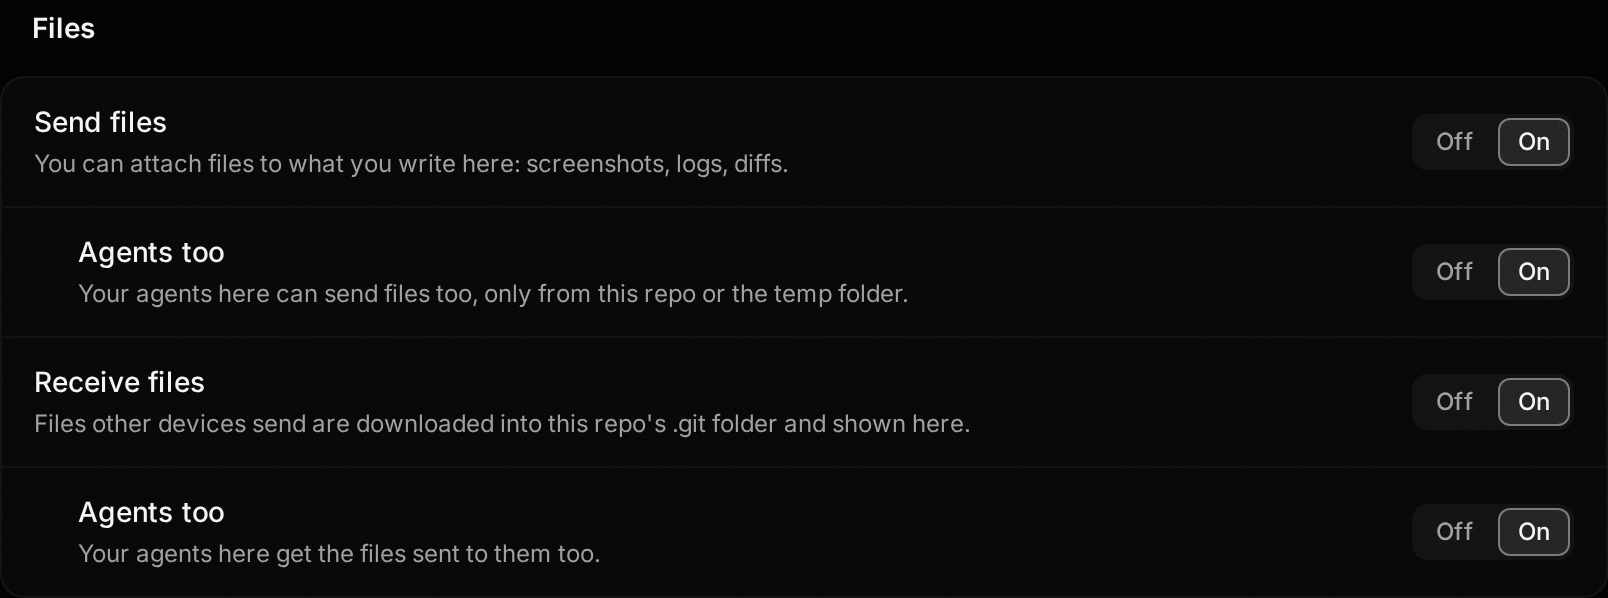 Files
Send files
You can attach files to what you write here: screenshots, logs, diffs.
Off On
Agents too
Your agents here can send files too, only from this repo or the temp folder.
Off On
Receive files
Files other devices send are downloaded into this repo's .git folder and shown here.
Off On
Agents too
Your agents here get the files sent to them too.
Off On